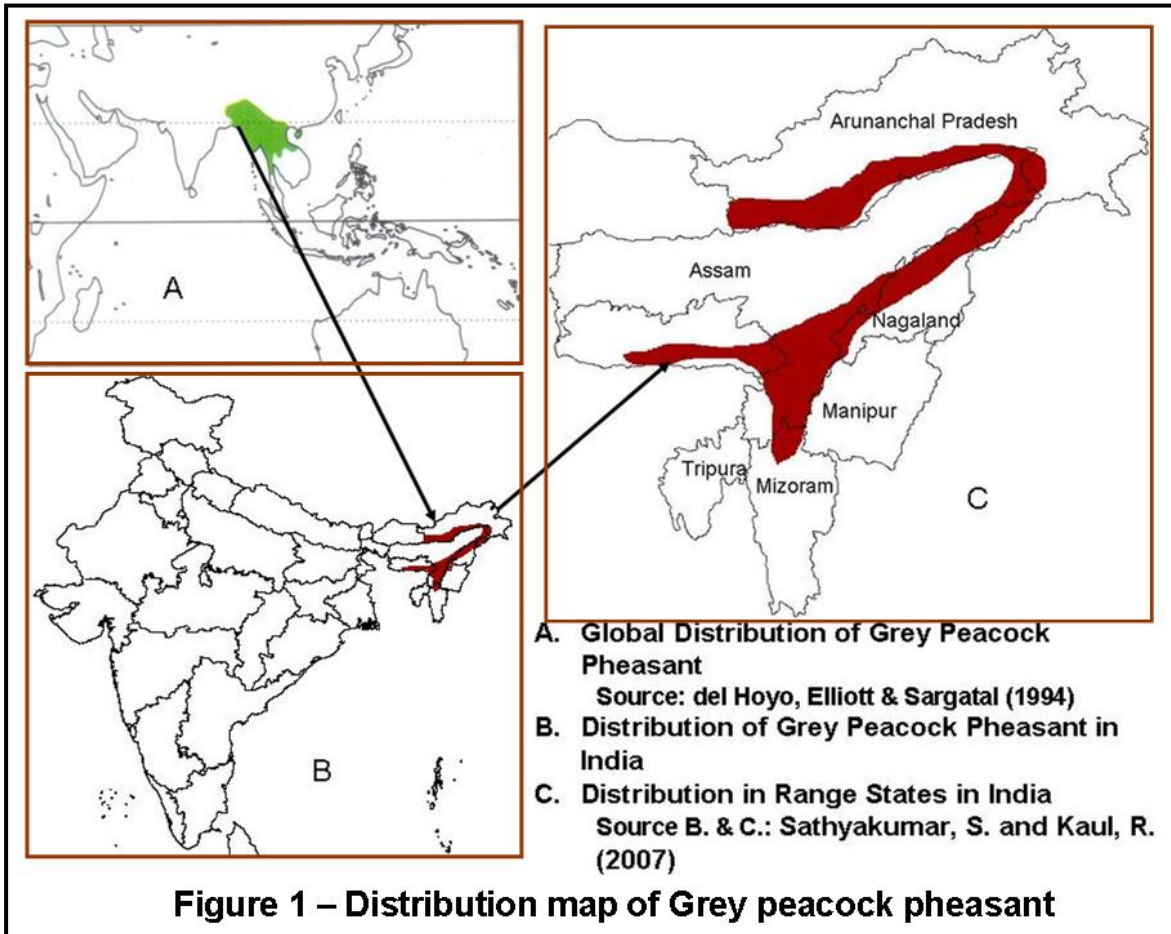 A
B
Arunanchal Pradesh
Assam
Nagaland
Manipur
Tripura
Mizoram
C
A. Global Distribution of Grey Peacock
Pheasant
Source: del Hoyo, Elliott & Sargatal (1994)
B. Distribution of Grey Peacock Pheasant in
India
C. Distribution in Range States in India
Source B. & C.: Sathyakumar, S. and Kaul, R.
(2007)
Figure 1 – Distribution map of Grey peacock pheasant